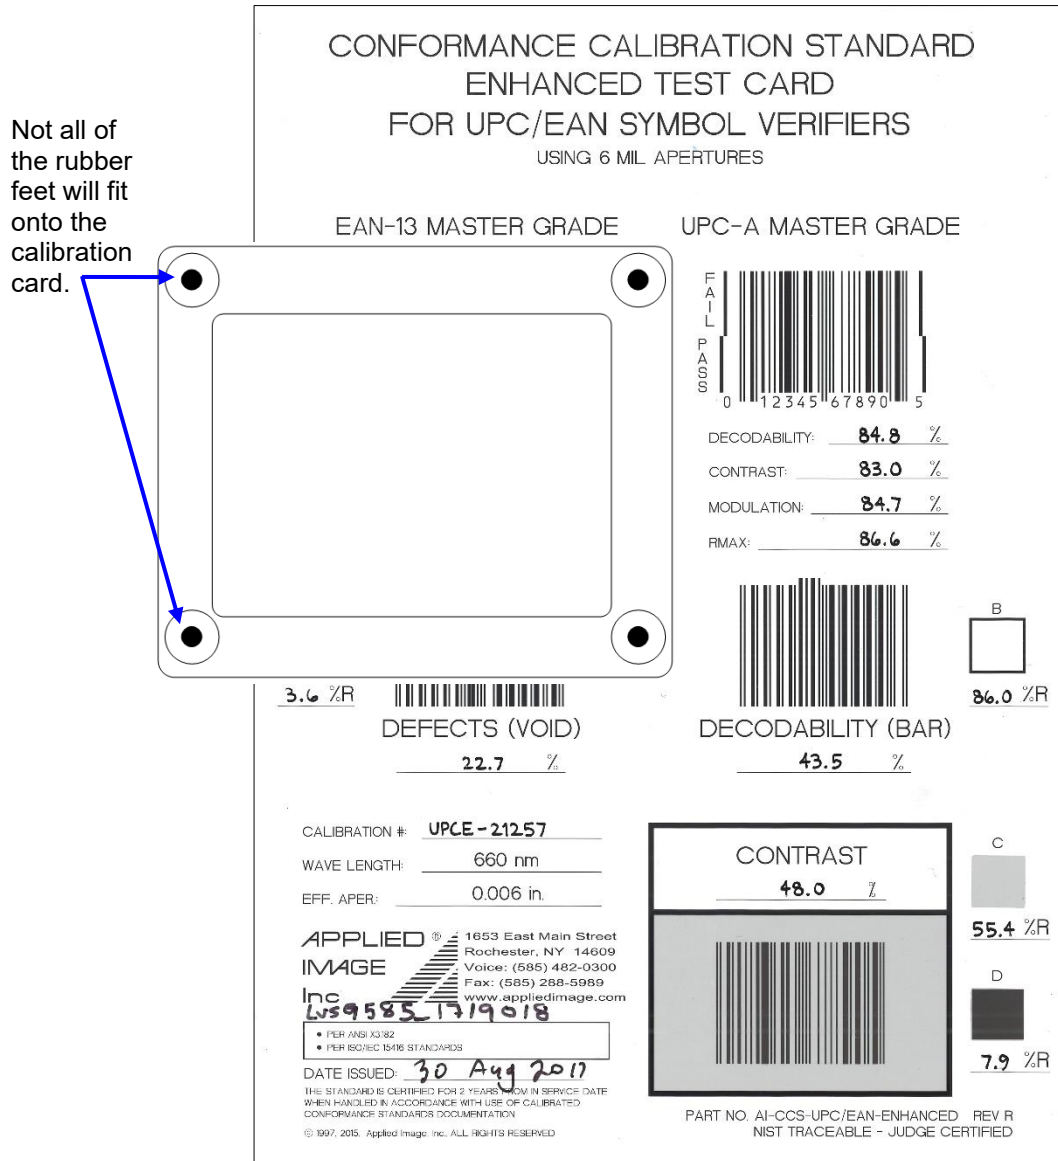 CONFORMANCE CALIBRATION STANDARD
ENHANCED TEST CARD
FOR UPC/EAN SYMBOL VERIFIERS
USING 6 MIL APERTURES
Not all of
the rubber
feet will fit
onto the
calibration
card.
EAN-13 MASTER GRADE
UPC-A MASTER GRADE
FAIL
PASS
0 12345 67890 5
DECODABILITY: 84.8 %
CONTRAST: 83.0 %
MODULATION: 84.7 %
RMAX: 86.6 %
B
86.0 %R
3.6 %R
DEFECTS (VOID)
22.7 %
DECODABILITY (BAR)
43.5 %
CALIBRATION #: UPCE-21257
WAVE LENGTH: 660 nm
EFF. APER.: 0.006 in.
APPLIED ®
IMAGE
Inc
1653 East Main Street
Rochester, NY 14609
Voice: (585) 482-0300
Fax: (585) 288-5989
www.appliedimage.com
LVS9585_1719018
• PER ANSI X3.182
• PER ISO/IEC 15416 STANDARDS
DATE ISSUED: 30 Aug 2017
THE STANDARD IS CERTIFIED FOR 2 YEARS FROM IN SERVICE DATE
WHEN HANDLED IN ACCORDANCE WITH USE OF CALIBRATED
CONFORMANCE STANDARDS DOCUMENTATION
© 1997, 2015, Applied Image, Inc., ALL RIGHTS RESERVED
CONTRAST
48.0 %
C
55.4 %R
D
7.9 %R
PART NO. AI-CCS-UPC/EAN-ENHANCED REV R
NIST TRACEABLE - JUDGE CERTIFIED